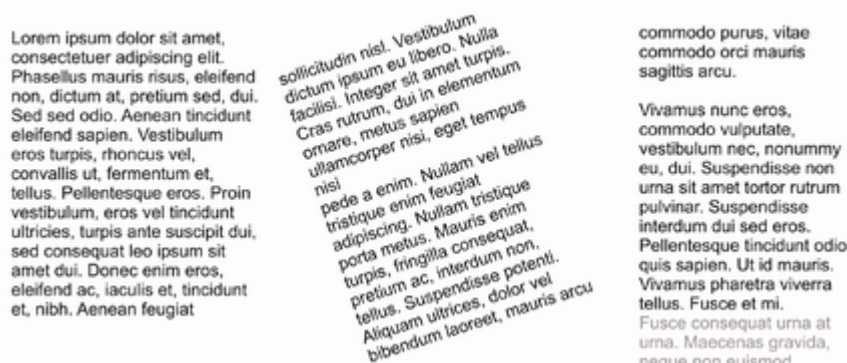 Lorem ipsum dolor sit amet,
consectetuer adipiscing elit.
Phasellus mauris risus, eleifend
non, dictum at, pretium sed, dui.
Sed sed odio. Aenean tincidunt
eleifend sapien. Vestibulum
eros turpis, rhoncus vel,
convallis ut, fermentum et,
tellus. Pellentesque eros. Proin
vestibulum, eros vel tincidunt
ultricies, turpis ante suscipit dui,
sed consequat leo ipsum sit
amet dui. Donec enim eros,
eleifend ac, iaculis et, tincidunt
et, nibh. Aenean feugiat
sollicitudin nisl. Vestibulum
dictum ipsum eu libero. Nulla
facilisi. Integer sit amet turpis.
Cras rutrum, dui in elementum
ornare, metus sapien
ullamcorper nisi, eget tempus
nisi
pede a enim. Nullam vel tellus
tristique enim feugiat
adipiscing. Nullam tristique
porta metus. Mauris enim
turpis, fringilla consequat,
pretium ac, interdum non,
tellus. Suspendisse potenti.
Aliquam ultrices, dolor vel
bibendum laoreet, mauris arcu
commodo purus, vitae
commodo orci mauris
sagittis arcu.
Vivamus nunc eros,
commodo vulputate,
vestibulum nec, nonummy
eu, dui. Suspendisse non
urna sit amet tortor rutrum
pulvinar. Suspendisse
interdum dui sed eros.
Pellentesque tincidunt odio
quis sapien. Ut id mauris.
Vivamus pharetra viverra
tellus. Fusce et mi.
Fusce consequat urna at
urna. Maecenas gravida,
neque non euismod